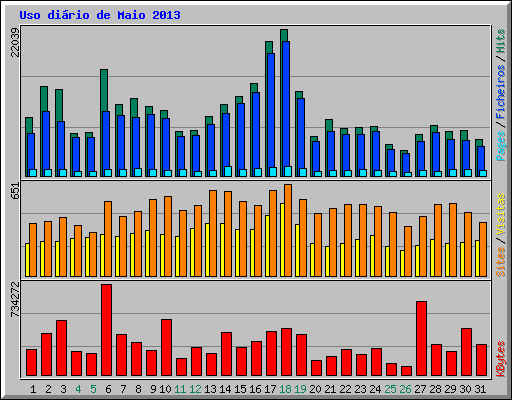 Uso diário de Maio 2013
22039
Pages / Ficheiros / Hits
651
Sites / Visitas
734272
KBytes
1 2 3 4 5 6 7 8 9 10 11 12 13 14 15 16 17 18 19 20 21 22 23 24 25 26 27 28 29 30 31